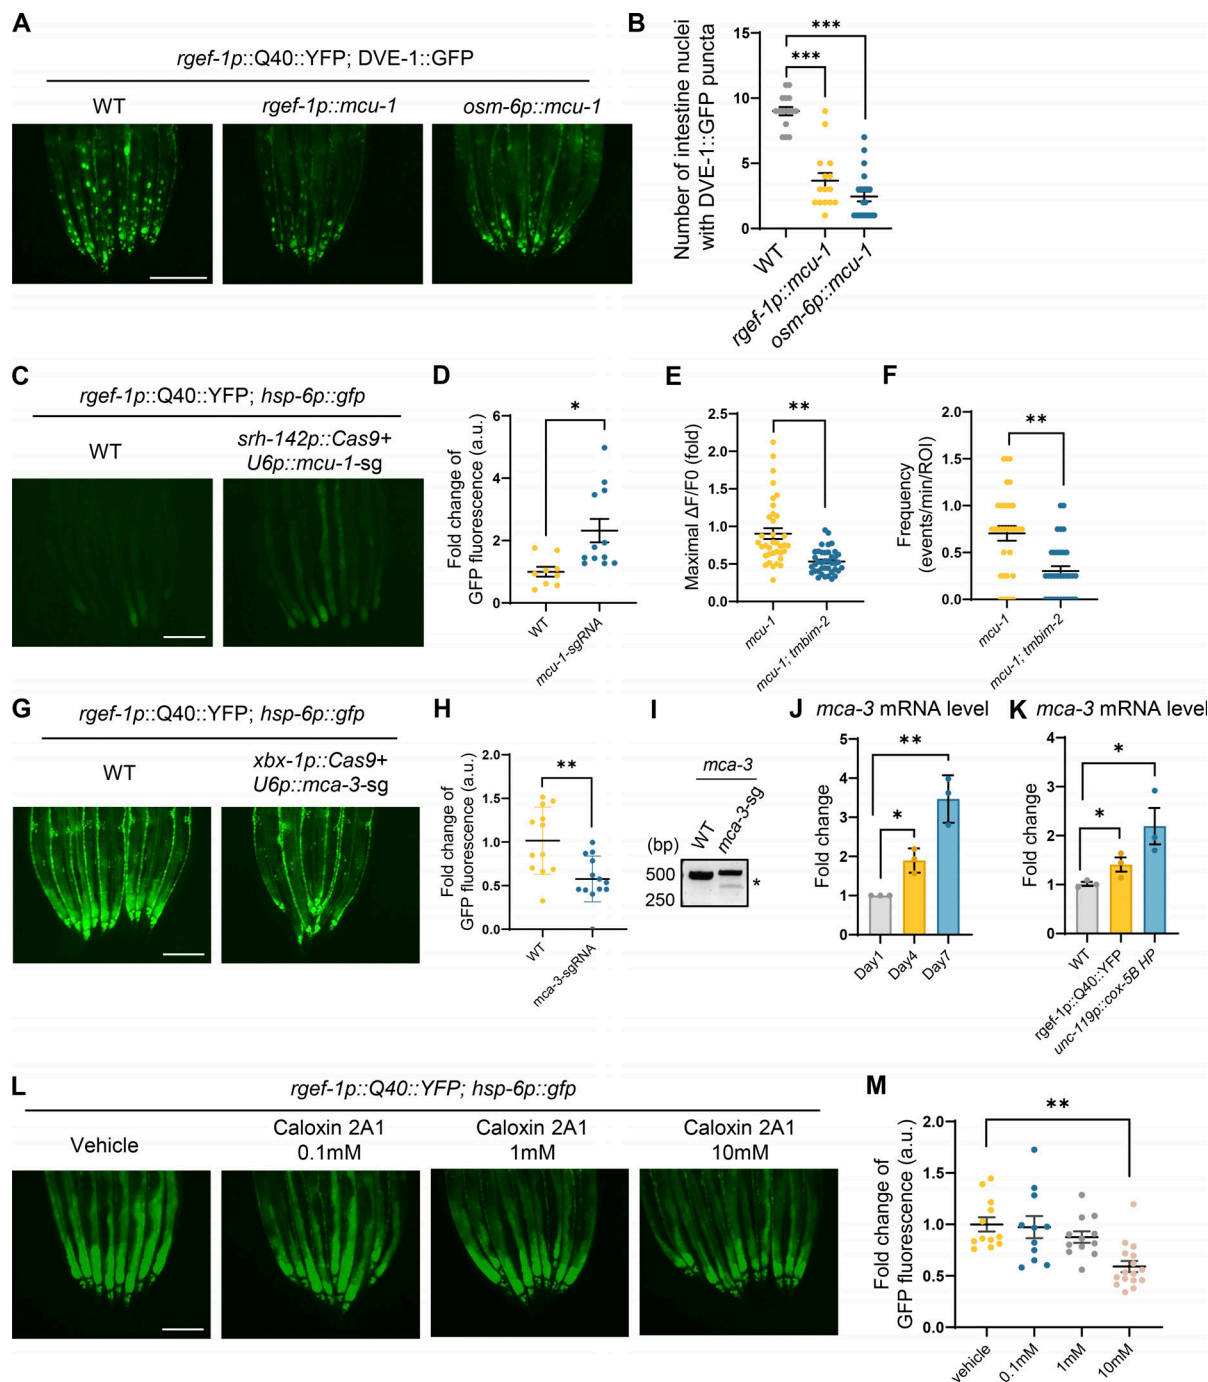 A
rgef-1p::Q40::YFP; DVE-1::GFP
WT
rgef-1p::mcu-1
osm-6p::mcu-1
B
Number of intestine nuclei
with DVE-1::GFP puncta
15
10
5
0
***
***
WT
rgef-1p::mcu-1
osm-6p::mcu-1
C
rgef-1p::Q40::YFP; hsp-6p::gfp
WT
srh-142p::Cas9+
U6p::mcu-1-sg
D
Fold change of
GFP fluorescence (a.u.)
6
4
2
0
*
WT
mcu-1-sgRNA
E
Maximal ΔF/F0 (fold)
2.5
2.0
1.5
1.0
0.5
0.0
**
mcu-1
mcu-1; tmbim-2
F
Frequency
(events/min/ROI)
2.0
1.5
1.0
0.5
0.0
**
mcu-1
mcu-1; tmbim-2
G
rgef-1p::Q40::YFP; hsp-6p::gfp
WT
xbx-1p::Cas9+
U6p::mca-3-sg
H
Fold change of
GFP fluorescence (a.u.)
2.0
1.5
1.0
0.5
0.0
**
WT
mca-3-sgRNA
I
mca-3
WT
mca-3-sg
(bp)
500
250
*
J
mca-3 mRNA level
Fold change
5
4
3
2
1
0
**
*
Day1
Day4
Day7
K
mca-3 mRNA level
Fold change
4
3
2
1
0
*
*
WT
rgef-1p::Q40::YFP
unc-119p::cox-5B HP
L
rgef-1p::Q40::YFP; hsp-6p::gfp
Vehicle
Caloxin 2A1
0.1mM
Caloxin 2A1
1mM
Caloxin 2A1
10mM
M
Fold change of
GFP fluorescence (a.u.)
2.0
1.5
1.0
0.5
0.0
**
vehicle
0.1mM
1mM
10mM